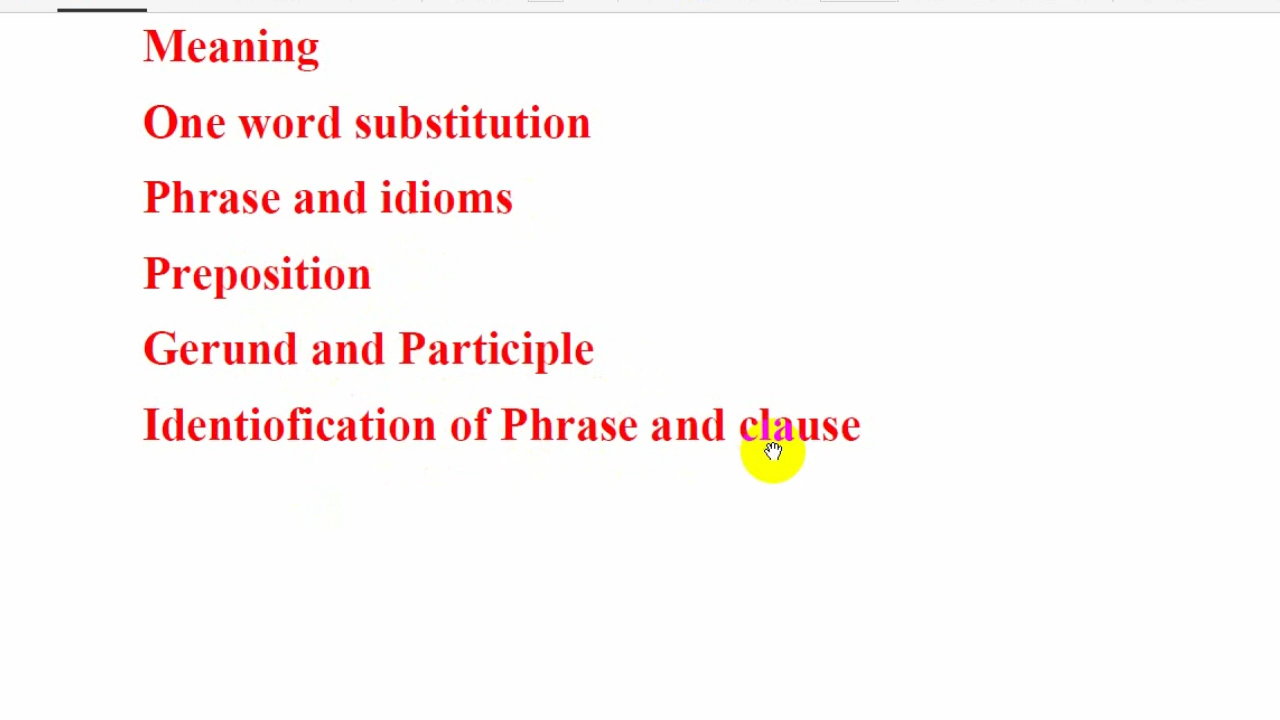 Meaning
One word substitution
Phrase and idioms
Preposition
Gerund and Participle
Identiofication of Phrase and clause